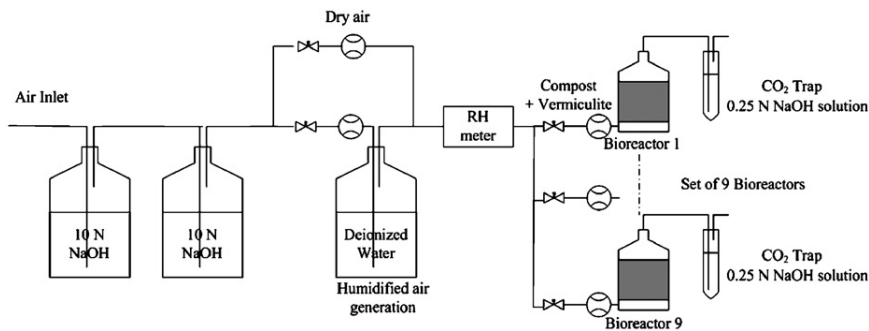 Dry air
Air Inlet
10 N
NaOH
10 N
NaOH
Deionized
Water
Humidified air
generation
RH
meter
Compost
+ Vermiculite
Bioreactor 1
CO₂ Trap
0.25 N NaOH solution
Set of 9 Bioreactors
Bioreactor 9
CO₂ Trap
0.25 N NaOH solution